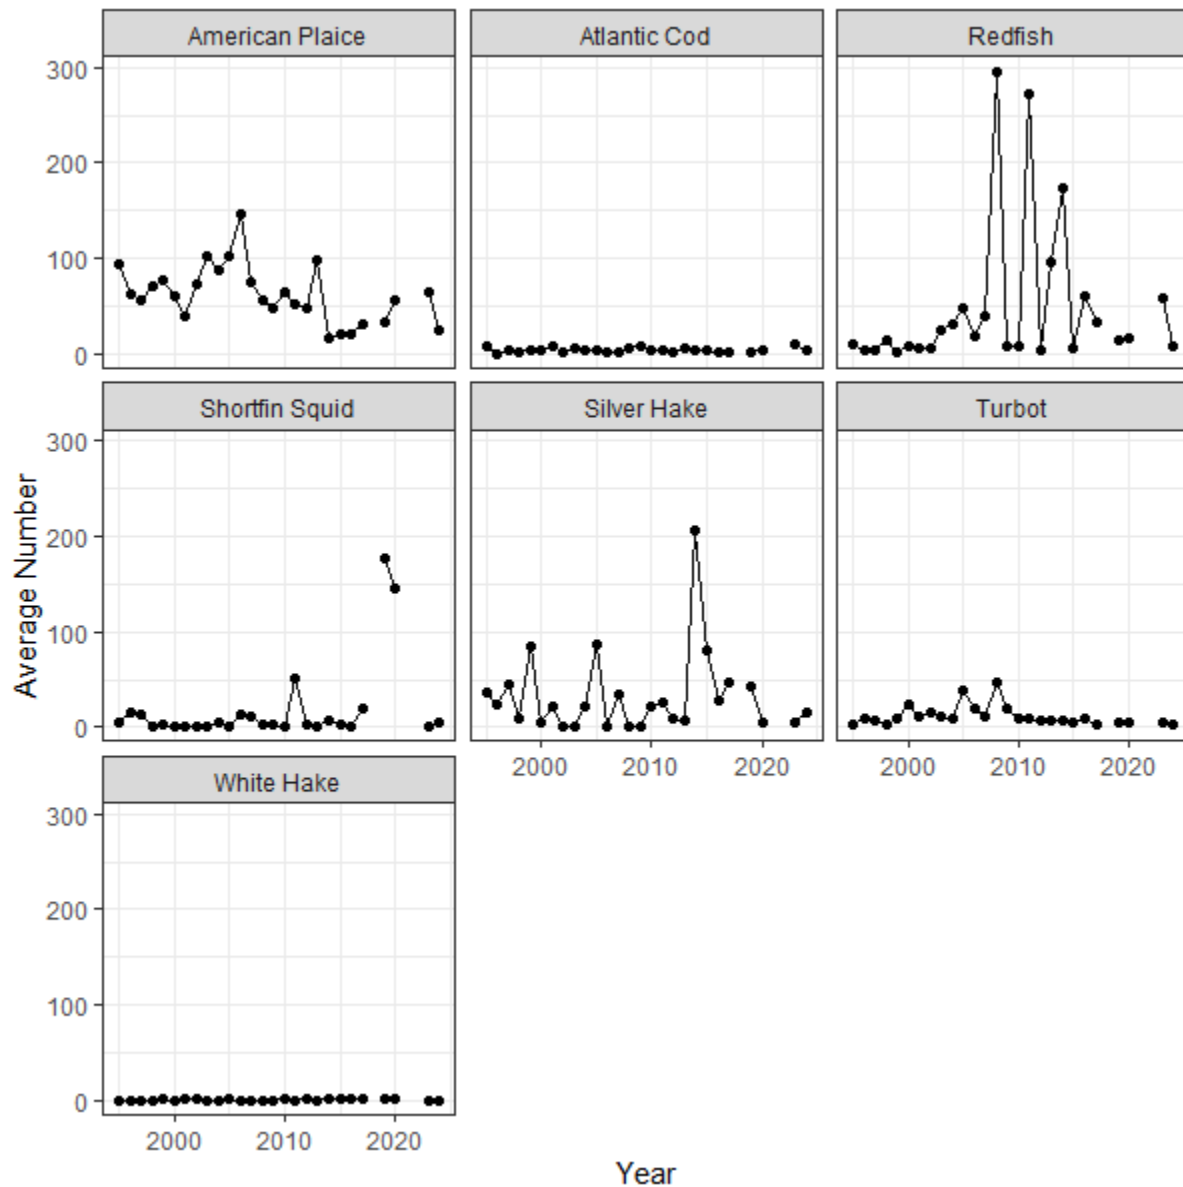 American Plaice Atlantic Cod Redfish
300
200
100
0
Shortfin Squid Silver Hake Turbot
300
200
100
0
2000 2010 2020 2000 2010 2020
White Hake
300
200
100
0
2000 2010 2020
Average Number
Year